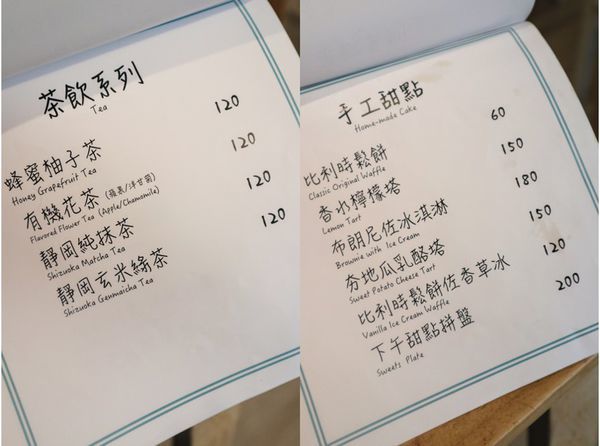 茶飲系列
Tea
蜂蜜柚子茶 120
Honey Grapefruit Tea
有機花茶 (蘋果/洋甘菊) 120
Flavored Flower Tea (Apple/Chamomile)
靜岡純抹茶 120
Shizuoka Matcha Tea
靜岡玄米綠茶 120
Shizuoka Genmaicha Tea
手工甜點
Home-made Cake
比利時鬆餅 60
Classic Original Waffle
香水檸檬塔 150
Lemon Tart
布朗尼佐冰淇淋 180
Brownie with Ice Cream
夯地瓜乳酪塔 150
Sweet Potato Cheese Tart
比利時鬆餅佐香草冰 120
Vanilla Ice Cream Waffle
下午甜點拼盤 200
Sweets Plate